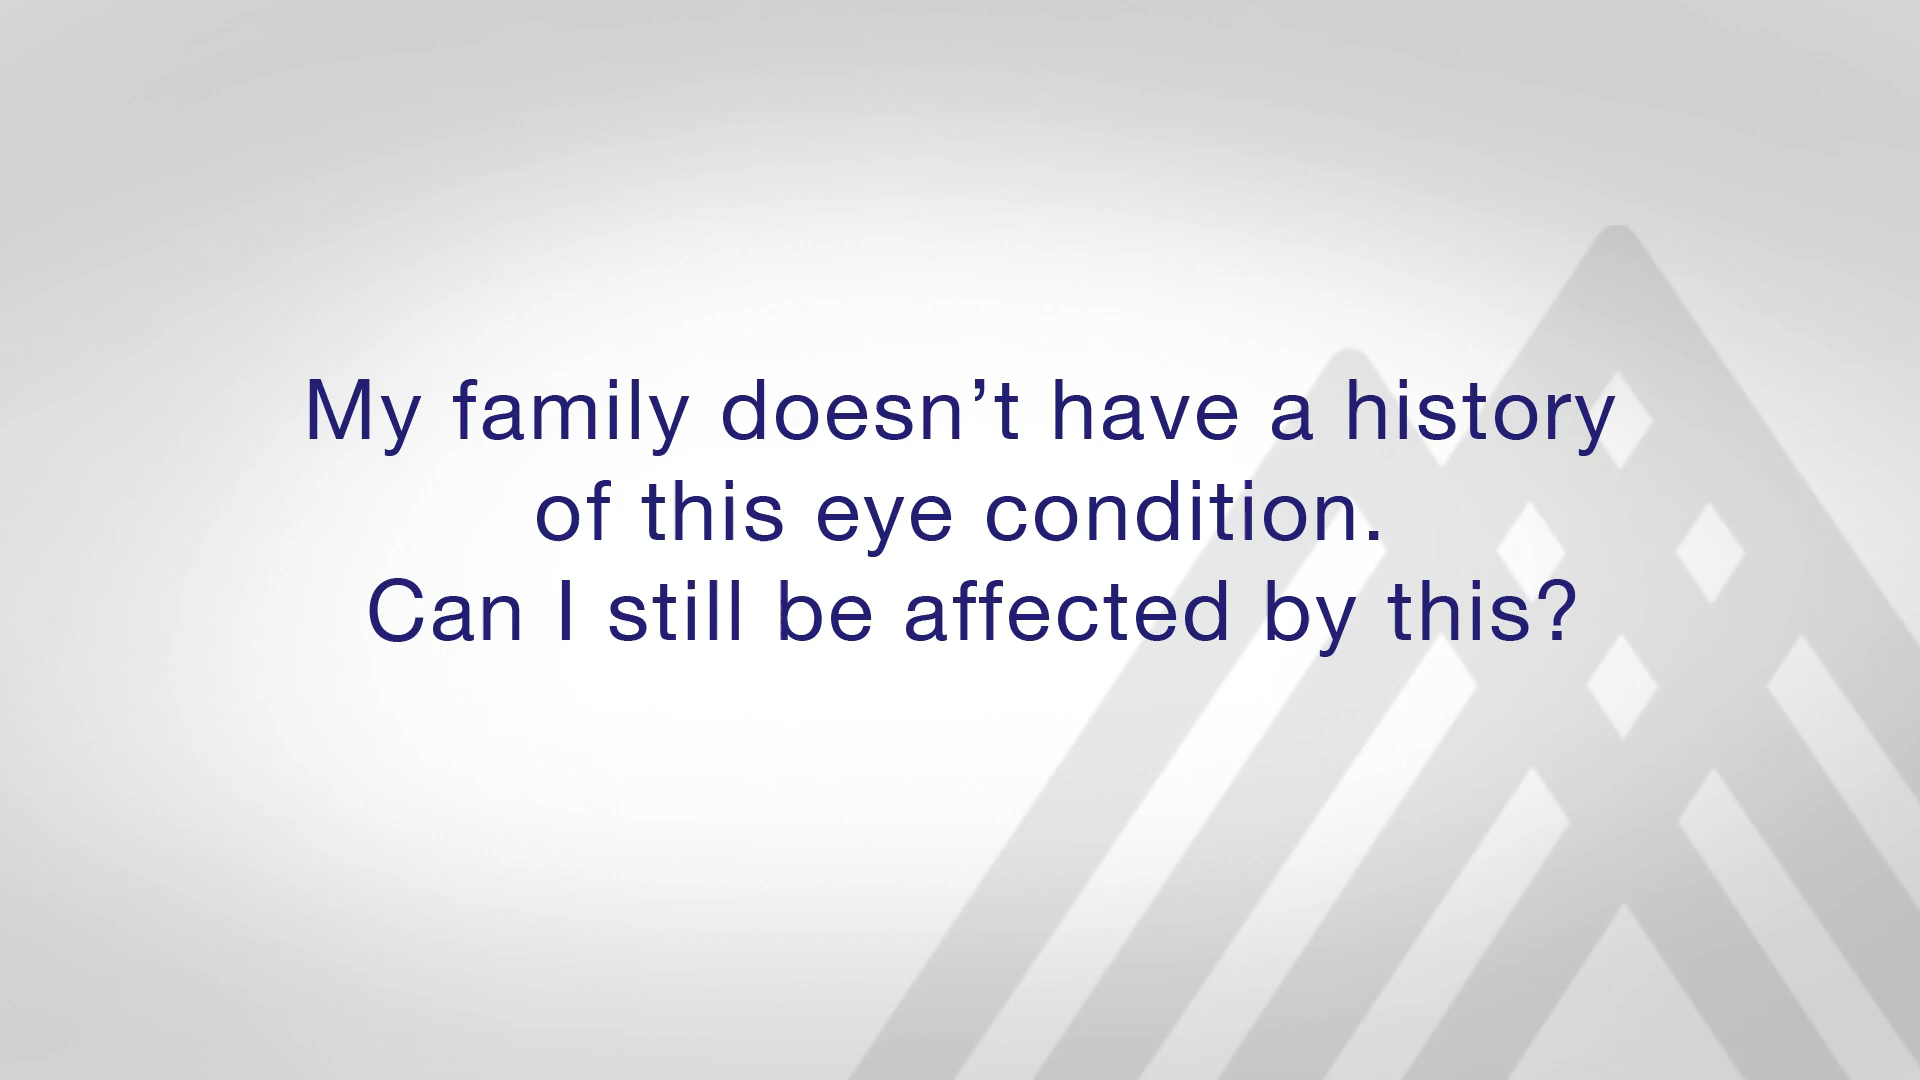 My family doesn’t have a history
of this eye condition.
Can I still be affected by this?